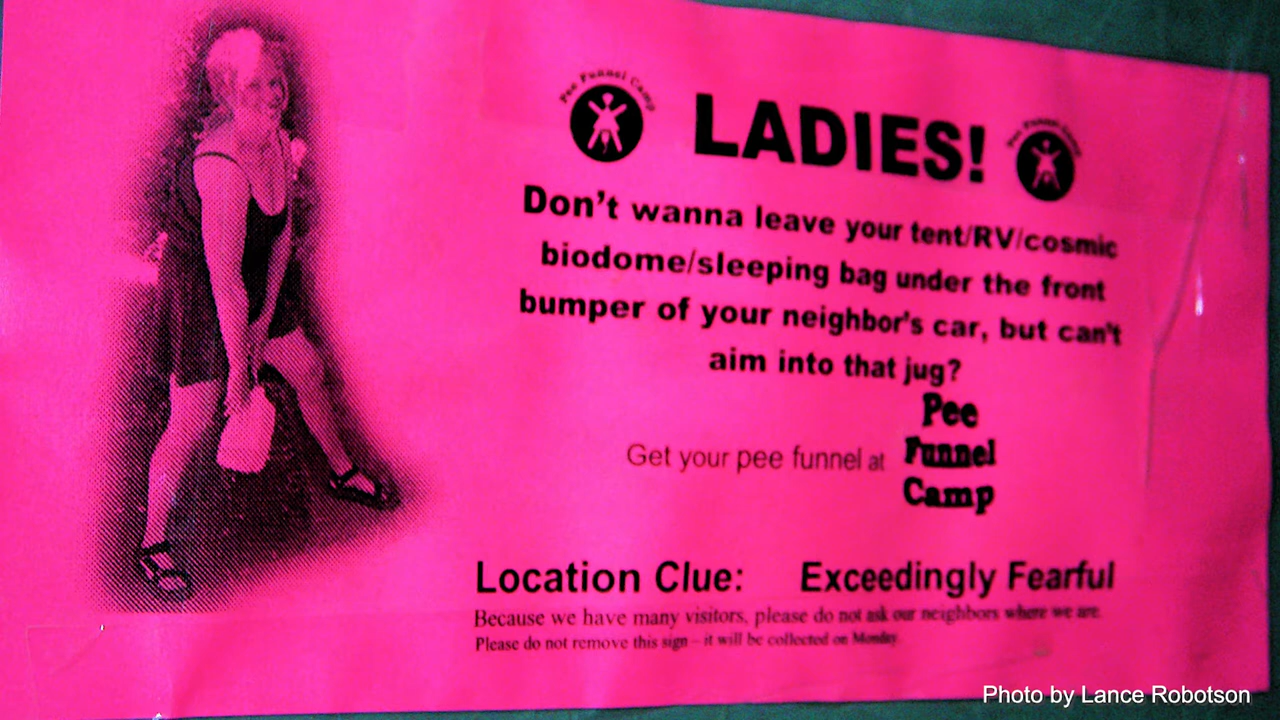 Pee Funnel Camp
LADIES!
Pee Funnel Camp
Don't wanna leave your tent/RV/cosmic
biodome/sleeping bag under the front
bumper of your neighbor's car, but can't
aim into that jug?
Get your pee funnel at
Pee
Funnel
Camp
Location Clue: Exceedingly Fearful
Because we have many visitors, please do not ask our neighbors where we are.
Please do not remove this sign – it will be collected on Monday.
Photo by Lance Robotson